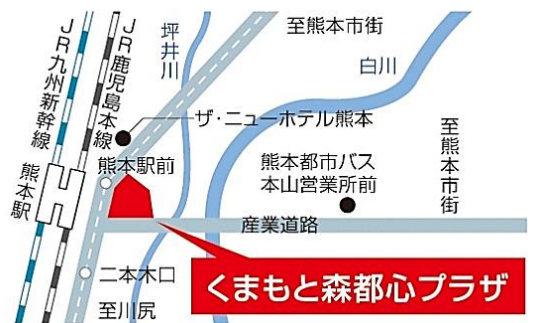 至熊本市街
坪井川
JR鹿児島本線
JR九州新幹線
白川
ザ・ニューホテル熊本
熊本駅前
熊本都市バス
本山営業所前
至熊本市街
熊本駅
産業道路
二本木口
くまもと森都心プラザ
至川尻